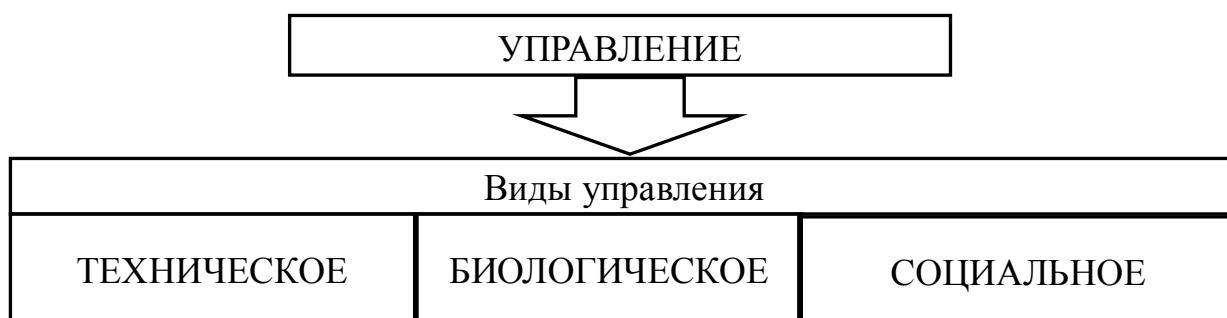 УПРАВЛЕНИЕ
Виды управления
ТЕХНИЧЕСКОЕ
БИОЛОГИЧЕСКОЕ
СОЦИАЛЬНОЕ